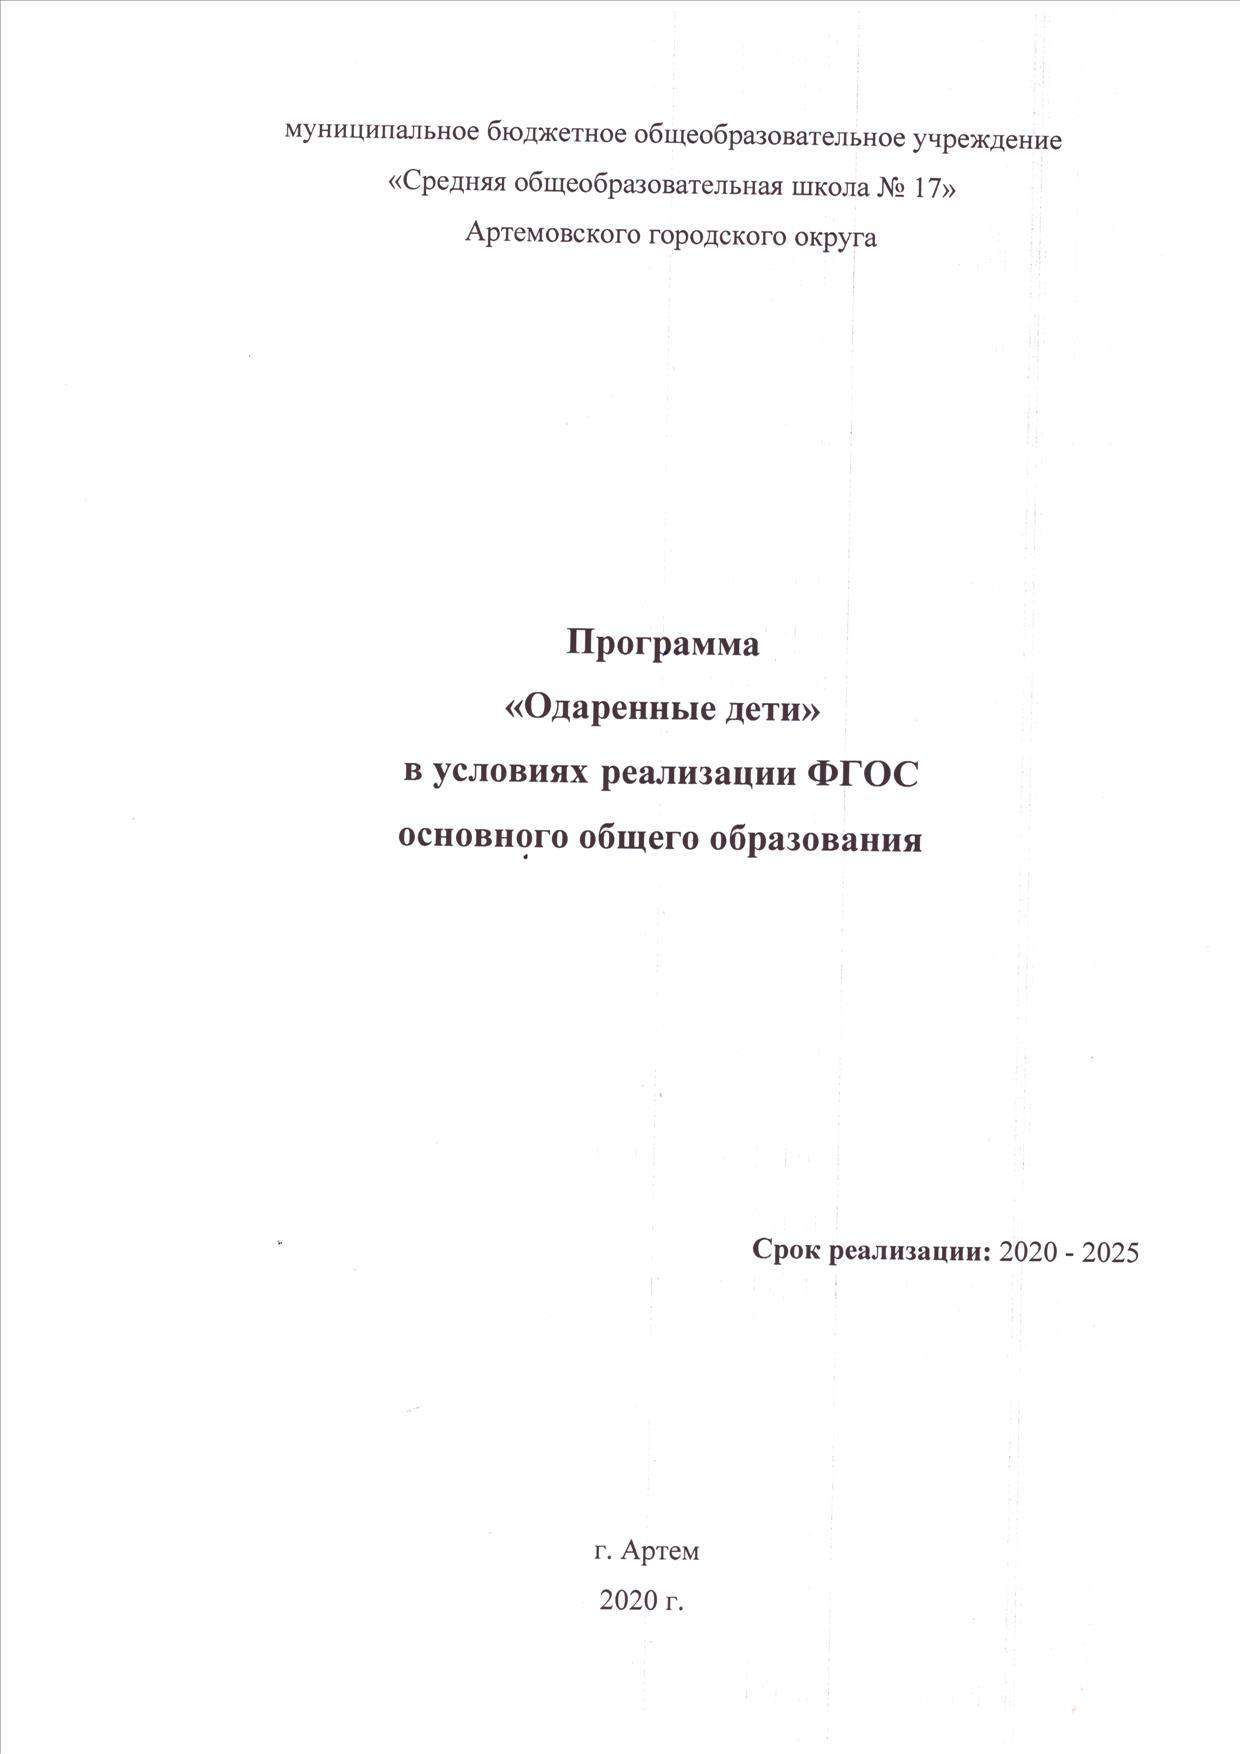 муниципальное бюджетное общеобразовательное учреждение
«Средняя общеобразовательная школа № 17»
Артемовского городского округа
Программа
«Одаренные дети»
в условиях реализации ФГОС
основного общего образования
Срок реализации: 2020 - 2025
г. Артем
2020 г.